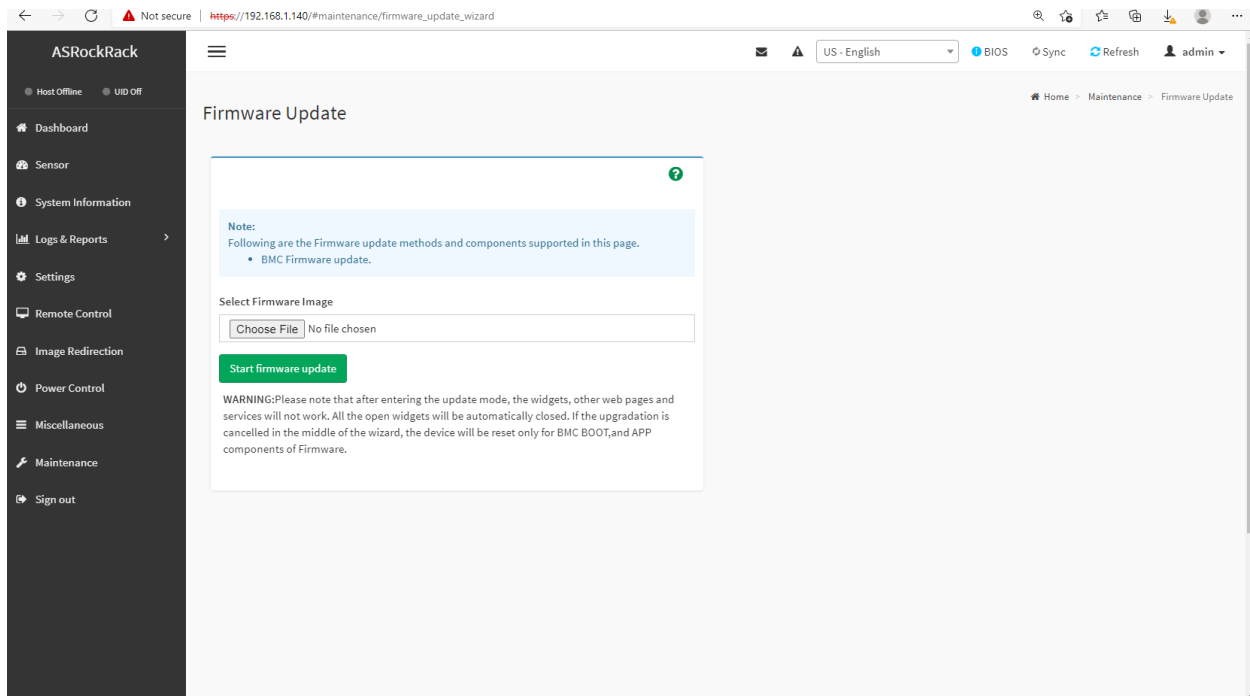 Not secure https://192.168.1.140/#maintenance/firmware_update_wizard
ASRockRack
US - English
BIOS
Sync
Refresh
admin
Host Offline
UID Off
Home > Maintenance > Firmware Update
Firmware Update
Dashboard
Sensor
System Information
Logs & Reports
Settings
Remote Control
Image Redirection
Power Control
Miscellaneous
Maintenance
Sign out
Note:
Following are the Firmware update methods and components supported in this page.
• BMC Firmware update.
Select Firmware Image
Choose File No file chosen
Start firmware update
WARNING:Please note that after entering the update mode, the widgets, other web pages and
services will not work. All the open widgets will be automatically closed. If the upgradation is
cancelled in the middle of the wizard, the device will be reset only for BMC BOOT,and APP
components of Firmware.